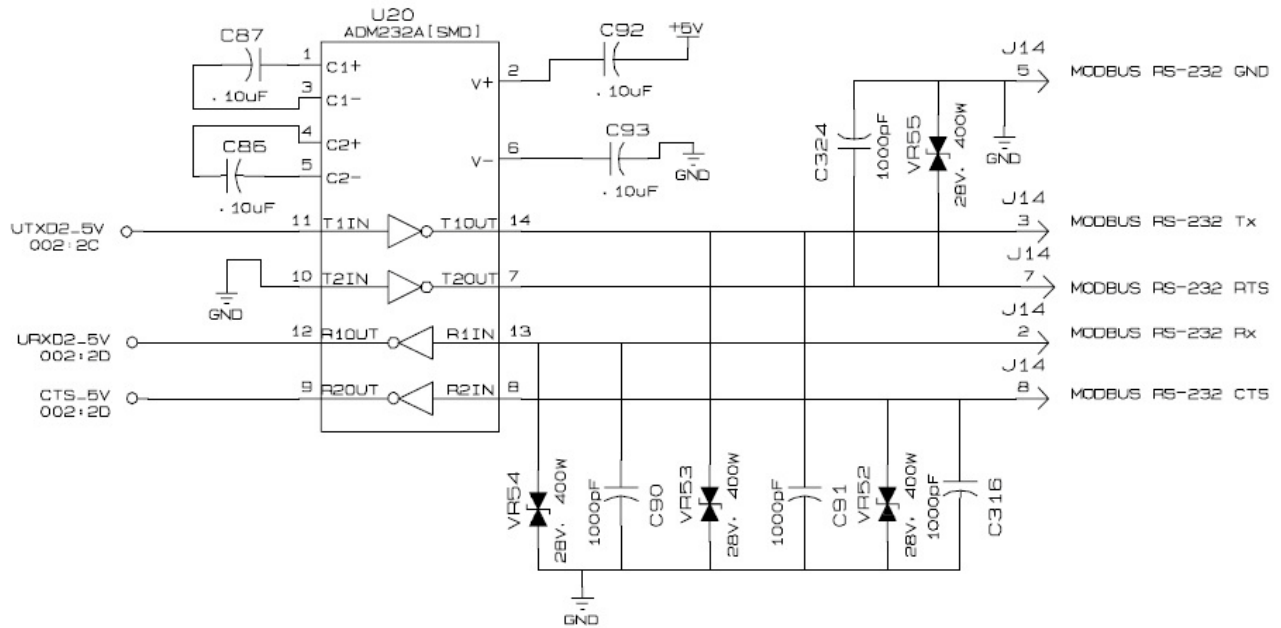 U20
ADM232A[SMD]
C87
1
C1+
.10uF
3
C1-
4
C2+
C86
5
C2-
.10uF
2
V+
C92
+5V
.10uF
6
V-
C93
GND
.10uF
UTXD2_5V
002:2C
11
T1IN
T1OUT
14
10
T2IN
T2OUT
7
GND
URXD2_5V
002:2D
12
R1OUT
R1IN
13
CTS_5V
002:2D
9
R2OUT
R2IN
8
C324
1000pF
VR55
28V. 400W
GND
J14
5
MODBUS RS-232 GND
J14
3
MODBUS RS-232 Tx
J14
7
MODBUS RS-232 RTS
J14
2
MODBUS RS-232 Rx
J14
8
MODBUS RS-232 CTS
VR54
28V. 400W
1000pF
C90
VR53
28V. 400W
1000pF
C91
VR52
28V. 400W
1000pF
C316
GND